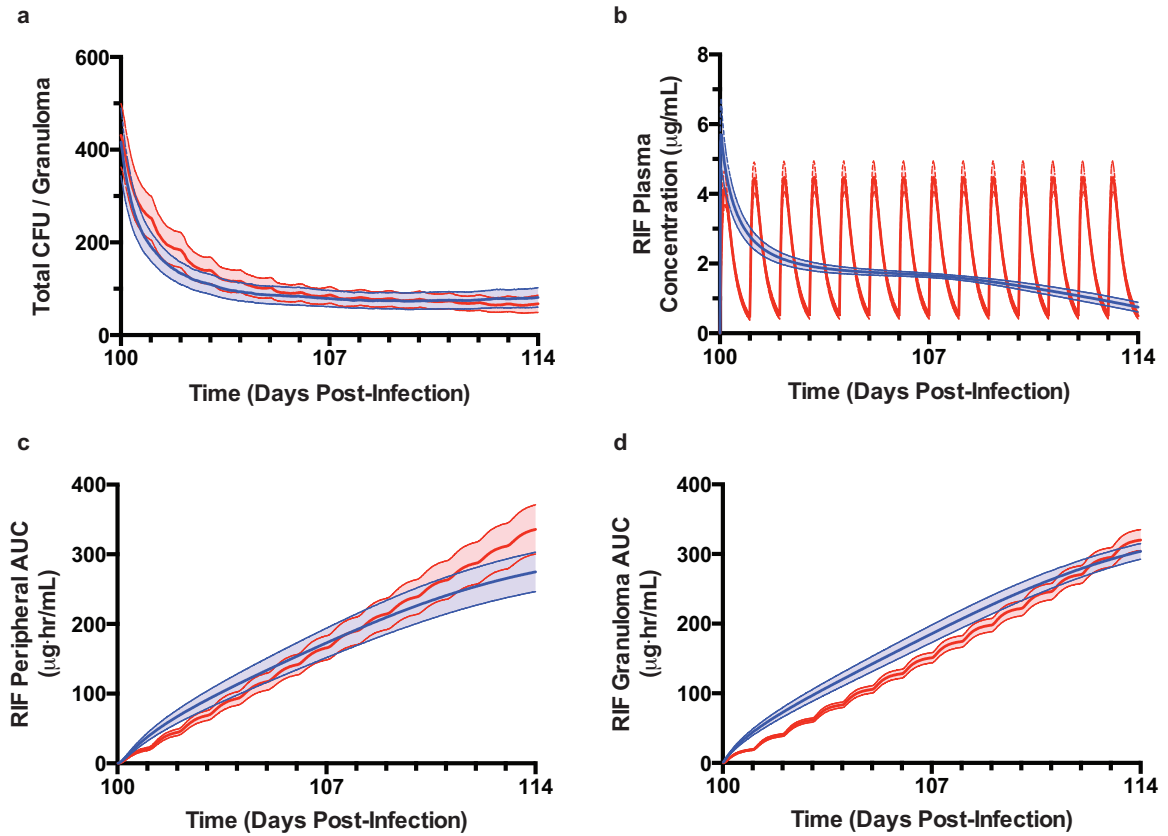 a
600
400
200
0
Total CFU / Granuloma
100
107
114
Time (Days Post-Infection)
b
8
6
4
2
0
RIF Plasma
Concentration (μg/mL)
100
107
114
Time (Days Post-Infection)
c
400
300
200
100
0
RIF Peripheral AUC
(μg·hr/mL)
100
107
114
Time (Days Post-Infection)
d
400
300
200
100
0
RIF Granuloma AUC
(μg·hr/mL)
100
107
114
Time (Days Post-Infection)